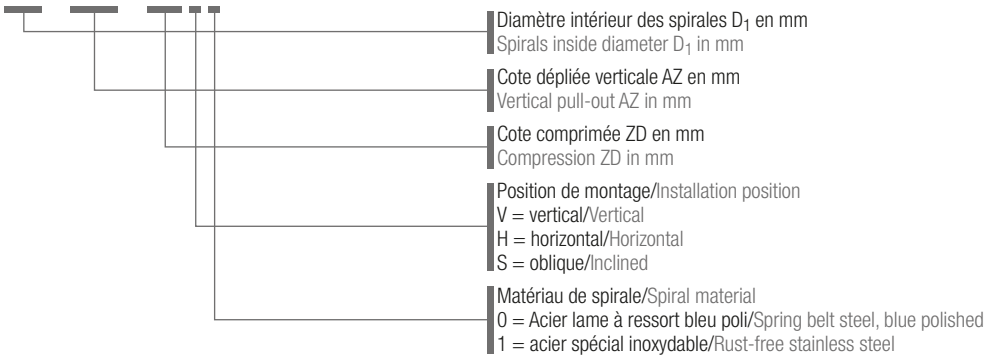 Diamètre intérieur des spirales D₁ en mm
Spirals inside diameter D₁ in mm
Cote dépliée verticale AZ en mm
Vertical pull-out AZ in mm
Cote comprimée ZD en mm
Compression ZD in mm
Position de montage/Installation position
V = vertical/Vertical
H = horizontal/Horizontal
S = oblique/Inclined
Matériau de spirale/Spiral material
0 = Acier lame à ressort bleu poli/Spring belt steel, blue polished
1 = acier spécial inoxydable/Rust-free stainless steel